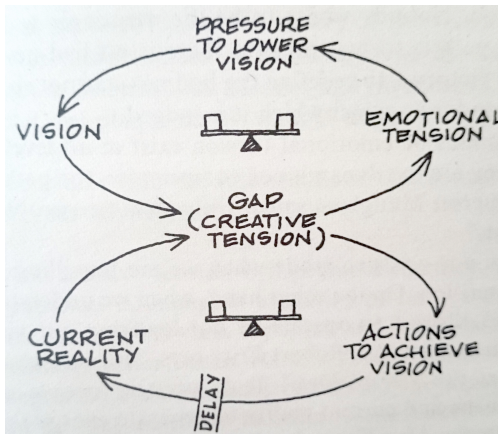 PRESSURE
TO LOWER
VISION
VISION
EMOTIONAL
TENSION
GAP
(CREATIVE
TENSION)
CURRENT
REALITY
ACTIONS
TO ACHIEVE
VISION
DELAY